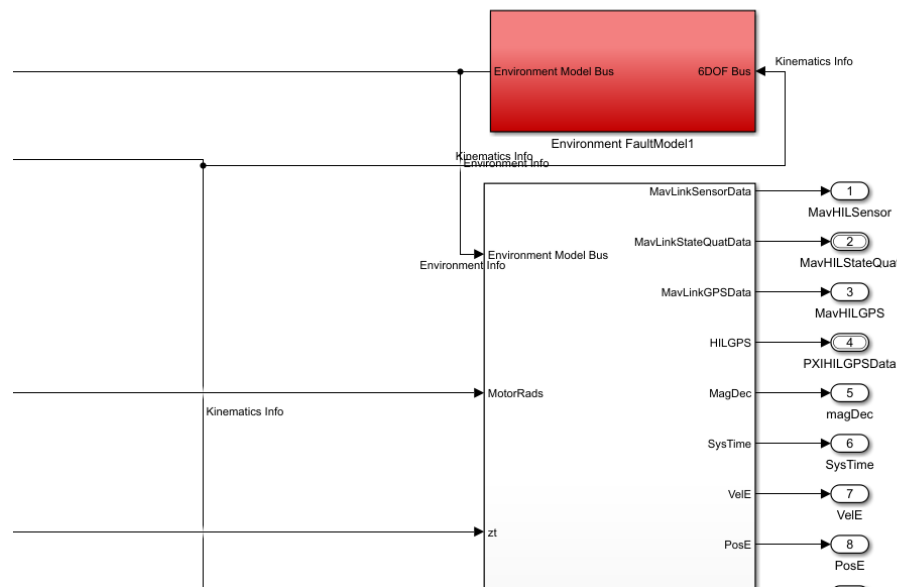 Environment Model Bus
6DOF Bus
Kinematics Info
Environment FaultModel1
Kinematics Info
Environment Info
MavLinkSensorData
1
MavHILSensor
MavLinkStateQuatData
2
MavHILStateQuat
Environment Model Bus
Environment Info
MavLinkGPSData
3
MavHILGPS
HILGPS
4
PXIHILGPSData
MotorRads
MagDec
5
magDec
Kinematics Info
SysTime
6
SysTime
VelE
7
VelE
zt
PosE
8
PosE